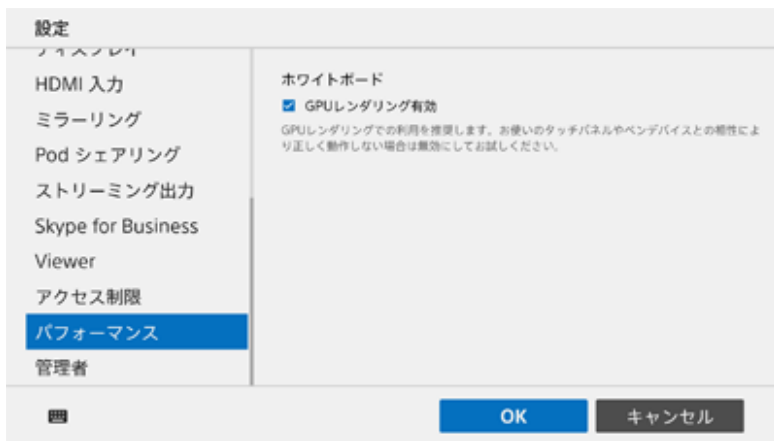 設定
ディスプレイ
HDMI 入力
ミラーリング
Pod シェアリング
ストリーミング出力
Skype for Business
Viewer
アクセス制限
パフォーマンス
管理者
ホワイトボード
GPUレンダリング有効
GPUレンダリングでの利用を推奨します。お使いのタッチパネルやペンデバイスとの相性によ
り正しく動作しない場合は無効にしてお試しください。
OK
キャンセル